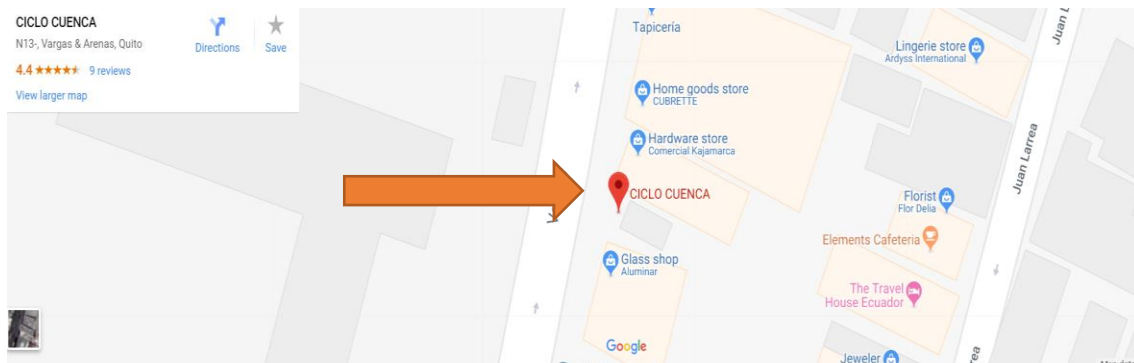 CICLO CUENCA
N13-, Vargas & Arenas, Quito
4.4
9 reviews
View larger map
Directions
Save
Tapicería
Juan L
Lingerie store
Ardyss International
Home goods store
CUBRETTE
Hardware store
Comercial Kajamarca
Juan Larrea
CICLO CUENCA
Florist
Flor Delia
Elements Cafeteria
Glass shop
Aluminar
The Travel
House Ecuador
Google
Jeweler
rea